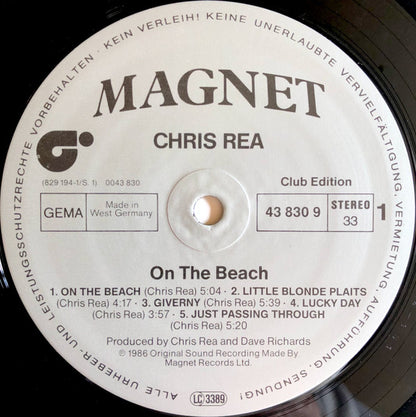 ALLE URHEBER- UND LEISTUNGSSCHUTZRECHTE VORBEHALTEN · KEIN VERLEIH! KEINE UNERLAUBTE VERVIELFÄLTIGUNG, VERMIETUNG, AUFFÜHRUNG, SENDUNG!
MAGNET
CHRIS REA
(829 194-1/S. 1) 0043 830
Club Edition
GEMA
Made in
West Germany
43 830 9
STEREO
33
1
On The Beach
1. ON THE BEACH (Chris Rea) 5:04 · 2. LITTLE BLONDE PLAITS
(Chris Rea) 4:17 · 3. GIVERNY (Chris Rea) 5:39 · 4. LUCKY DAY
(Chris Rea) 3:57 · 5. JUST PASSING THROUGH
(Chris Rea) 5:20
Produced by Chris Rea and Dave Richards
℗ 1986 Original Sound Recording Made By
Magnet Records Ltd.
LC 3389